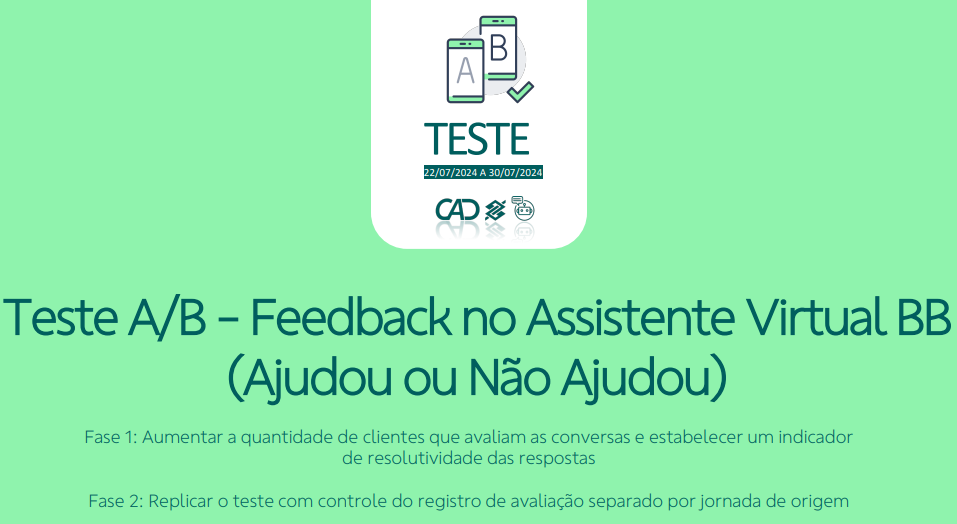 A
B
TESTE
22/07/2024 A 30/07/2024
CAD
Teste A/B - Feedback no Assistente Virtual BB
(Ajudou ou Não Ajudou)
Fase 1: Aumentar a quantidade de clientes que avaliam as conversas e estabelecer um indicador
de resolutividade das respostas
Fase 2: Replicar o teste com controle do registro de avaliação separado por jornada de origem